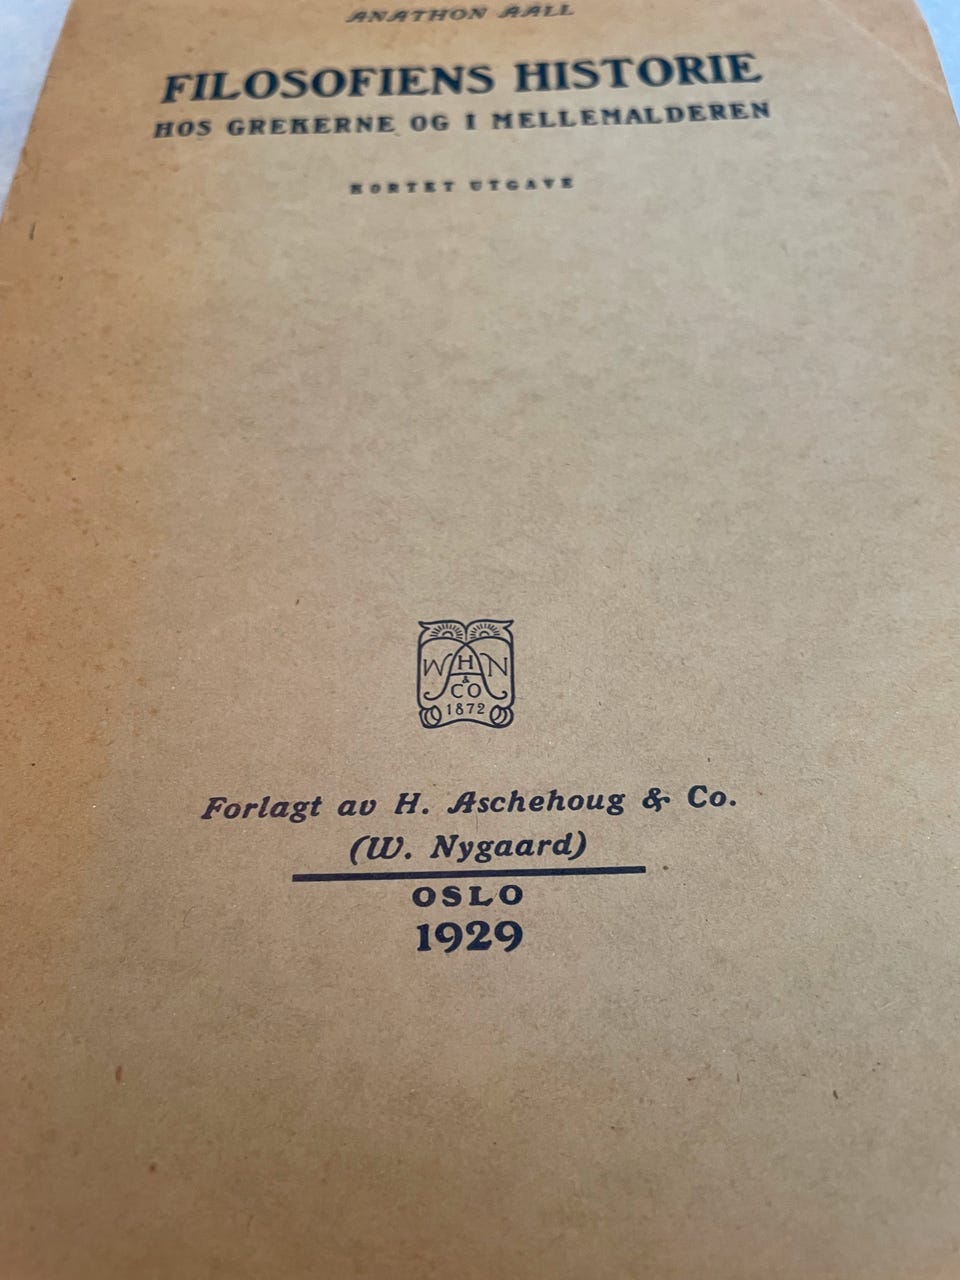 ANATHON AALL
FILOSOFIENS HISTORIE
HOS GREKERNE OG I MELLEMALDEREN
KORTET UTGAVE
W H N
& CO
1872
Forlagt av H. Aschehoug & Co.
(W. Nygaard)
OSLO
1929